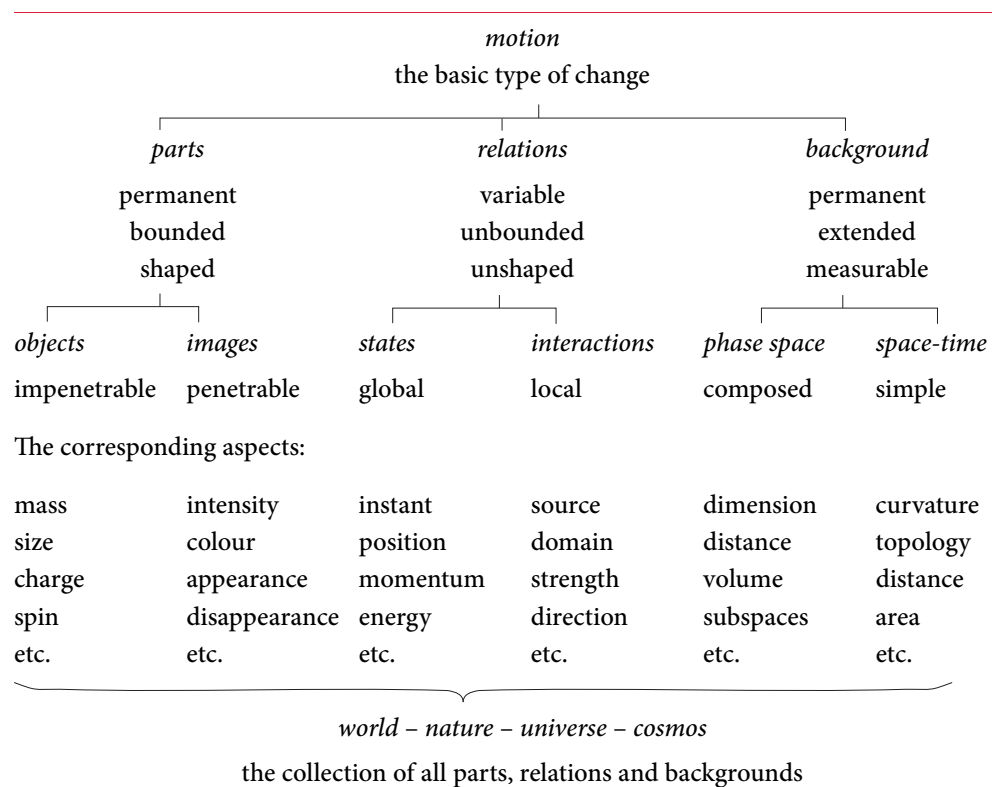 motion
the basic type of change
parts relations background
permanent variable permanent
bounded unbounded extended
shaped unshaped measurable
objects images states interactions phase space space-time
impenetrable penetrable global local composed simple
The corresponding aspects:
mass intensity instant source dimension curvature
size colour position domain distance topology
charge appearance momentum strength volume distance
spin disappearance energy direction subspaces area
etc. etc. etc. etc. etc. etc.
world – nature – universe – cosmos
the collection of all parts, relations and backgrounds